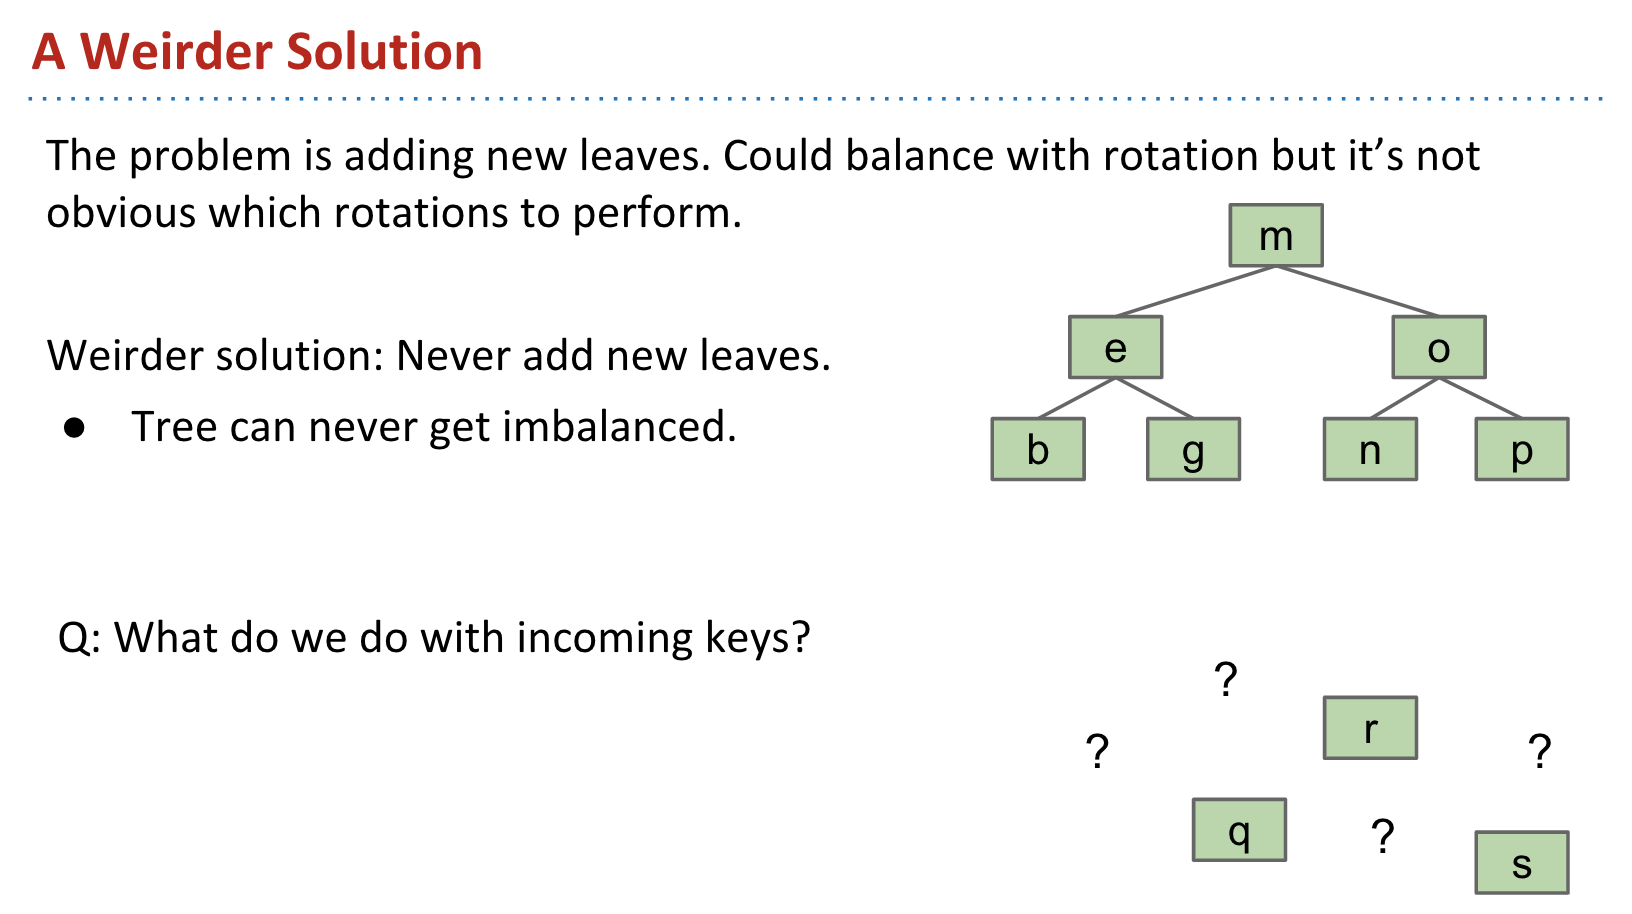 A Weirder Solution
The problem is adding new leaves. Could balance with rotation but it’s not
obvious which rotations to perform.
m
e
o
Weirder solution: Never add new leaves.
● Tree can never get imbalanced.
b
g
n
p
Q: What do we do with incoming keys?
?
r
?
?
q
?
s